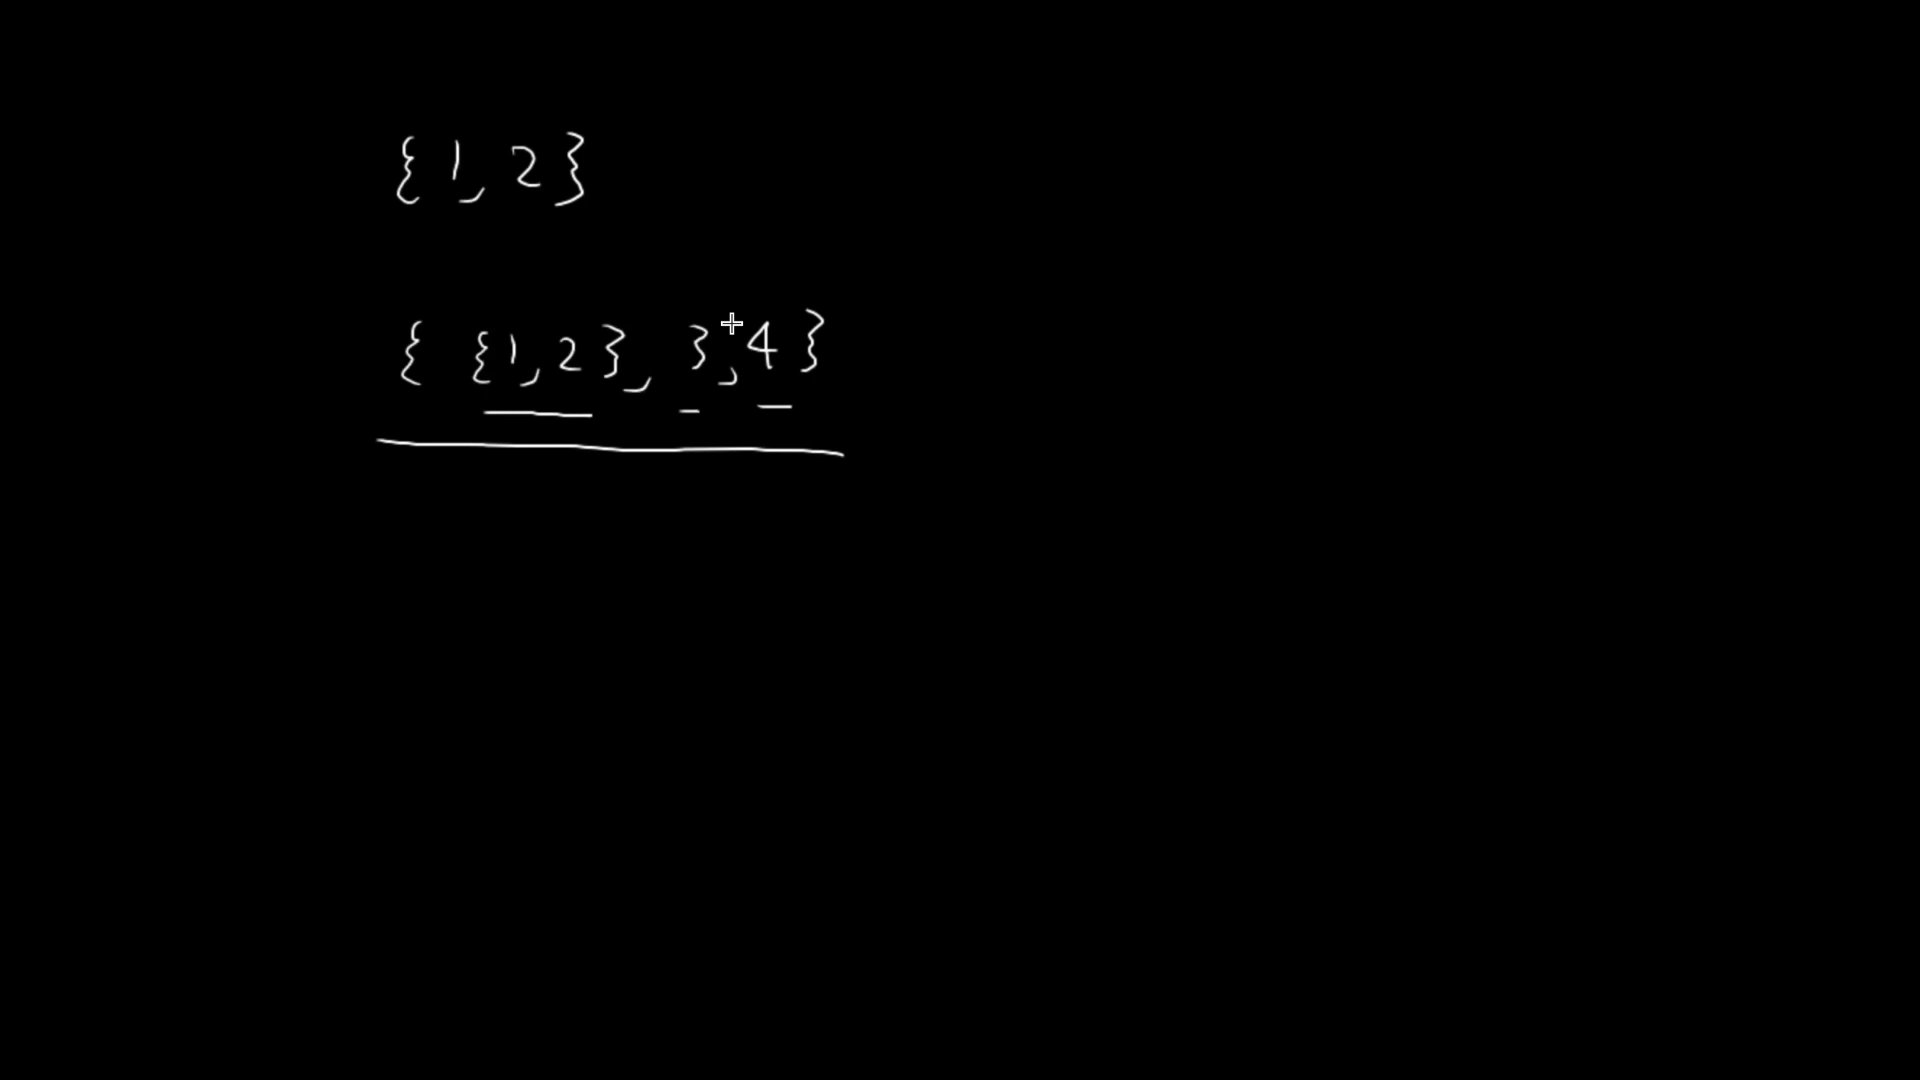 {1, 2}
{ {1, 2}, 3, 4 }